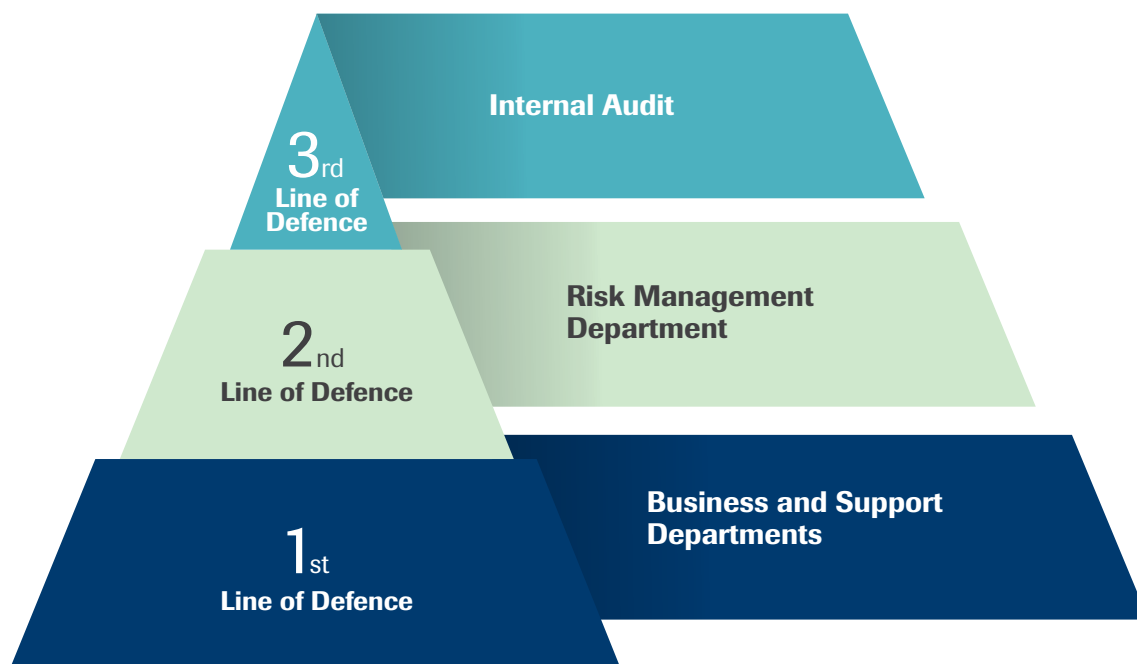 3rd
Line of
Defence
Internal Audit
2nd
Line of Defence
Risk Management
Department
1st
Line of Defence
Business and Support
Departments